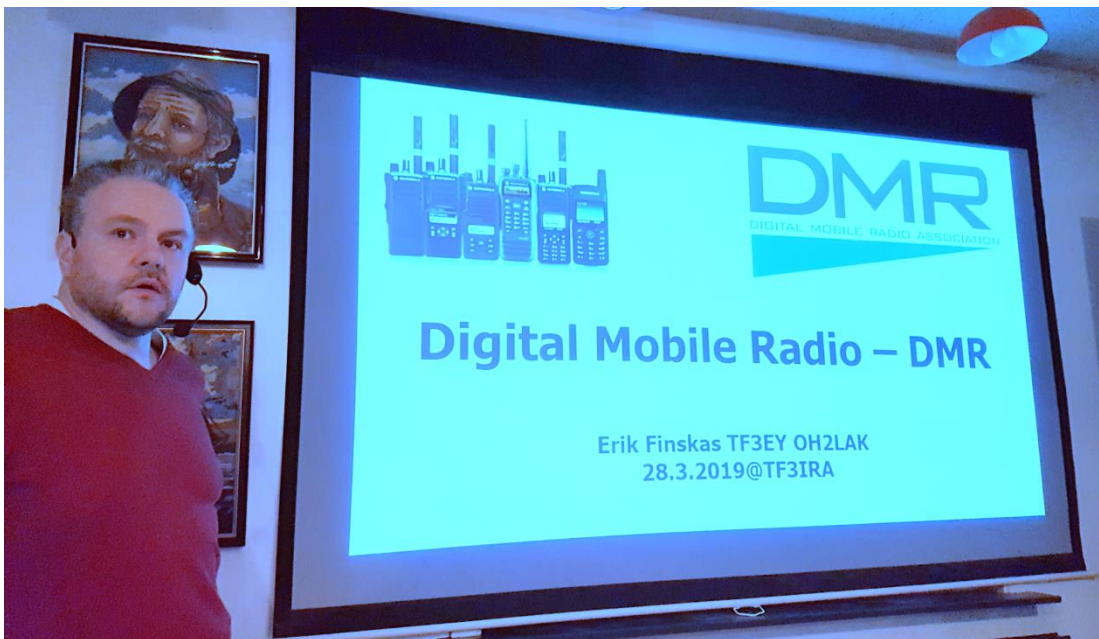 DMR
DIGITAL MOBILE RADIO ASSOCIATION
Digital Mobile Radio – DMR
Erik Finskas TF3EY OH2LAK
28.3.2019@TF3IRA